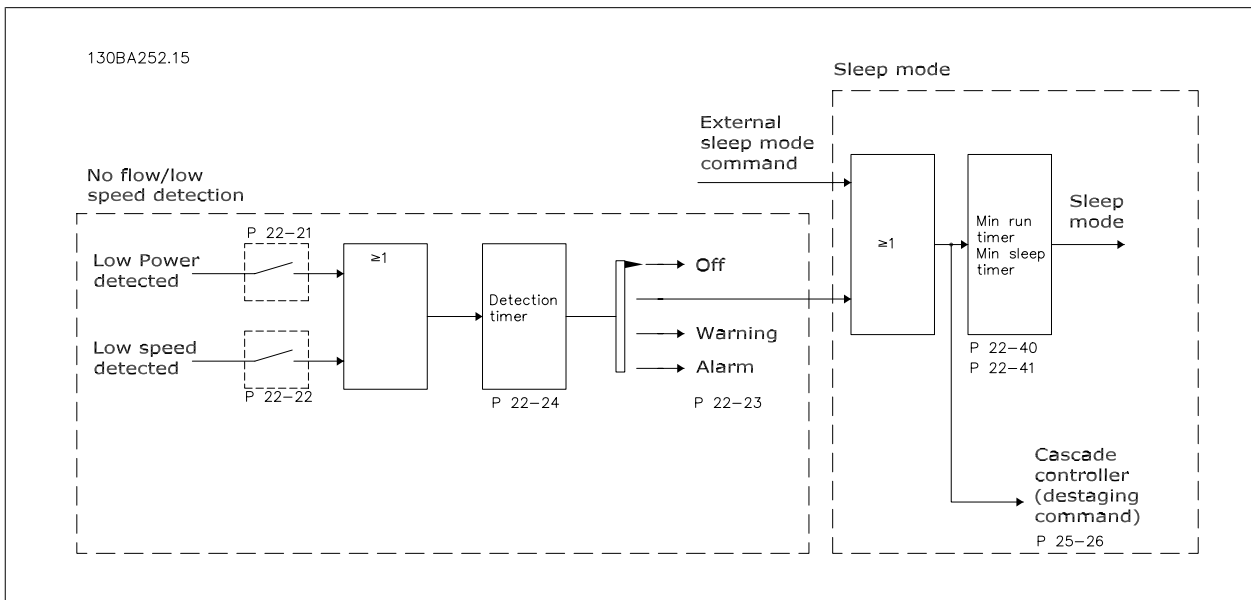 130BA252.15
Sleep mode
External
sleep mode
command
No flow/low
speed detection
P 22-21
Low Power
detected
≥1
Detection
timer
Off
Warning
Alarm
Low speed
detected
P 22-22
P 22-24
P 22-23
≥1
Min run
timer
Min sleep
timer
Sleep
mode
P 22-40
P 22-41
Cascade
controller
(destaging
command)
P 25-26